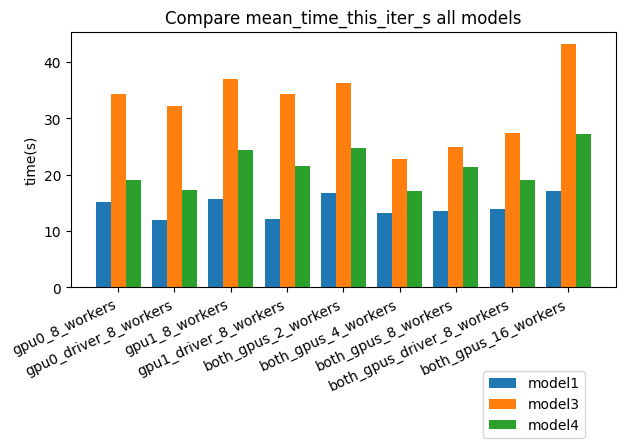 Compare mean_time_this_iter_s all models
time(s)
40
30
20
10
0
gpu0_8_workers
gpu0_driver_8_workers
gpu1_8_workers
gpu1_driver_8_workers
both_gpus_2_workers
both_gpus_4_workers
both_gpus_8_workers
both_gpus_driver_8_workers
both_gpus_16_workers
model1
model3
model4